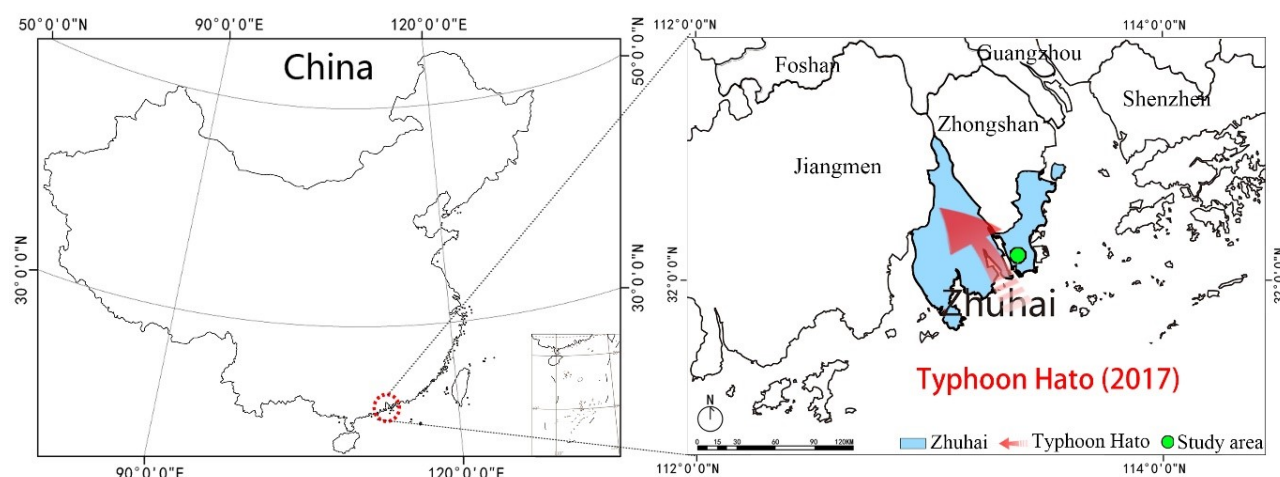 50°0'0"N
90°0'0"E
120°0'0"E
China
50°0'0"N
30°0'0"N
30°0'0"N
90°0'0"E
120°0'0"E
112°0'0"N
114°0'0"N
Foshan
Guangzhou
Shenzhen
Zhongshan
Jiangmen
32°0'0"N
32°0'0"N
Zhuhai
Typhoon Hato (2017)
N
0 15 30 60 90 120KM
Zhuhai
Typhoon Hato
Study area
112°0'0"N
114°0'0"N